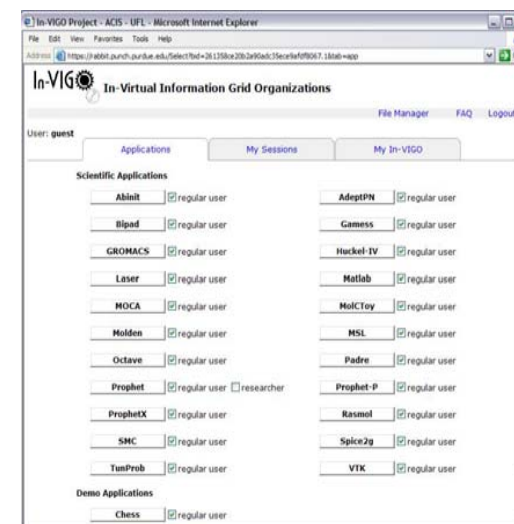 In-VIGO Project - ACIS - UFL - Microsoft Internet Explorer
File Edit View Favorites Tools Help
Address
In-VIGO In-Virtual Information Grid Organizations
File Manager FAQ Logout
User: guest
Applications My Sessions My In-VIGO
Scientific Applications
Abinit regular user AdeptPN regular user
Bipad regular user Gamess regular user
GROMACS regular user Huckel-IV regular user
Laser regular user Matlab regular user
MOCA regular user MolCToy regular user
Molden regular user MSL regular user
Octave regular user Padre regular user
Prophet regular user researcher Prophet-P regular user
ProphetX regular user Rasmol regular user
SMC regular user Spice2g regular user
TunProb regular user VTK regular user
Demo Applications
Chess regular user